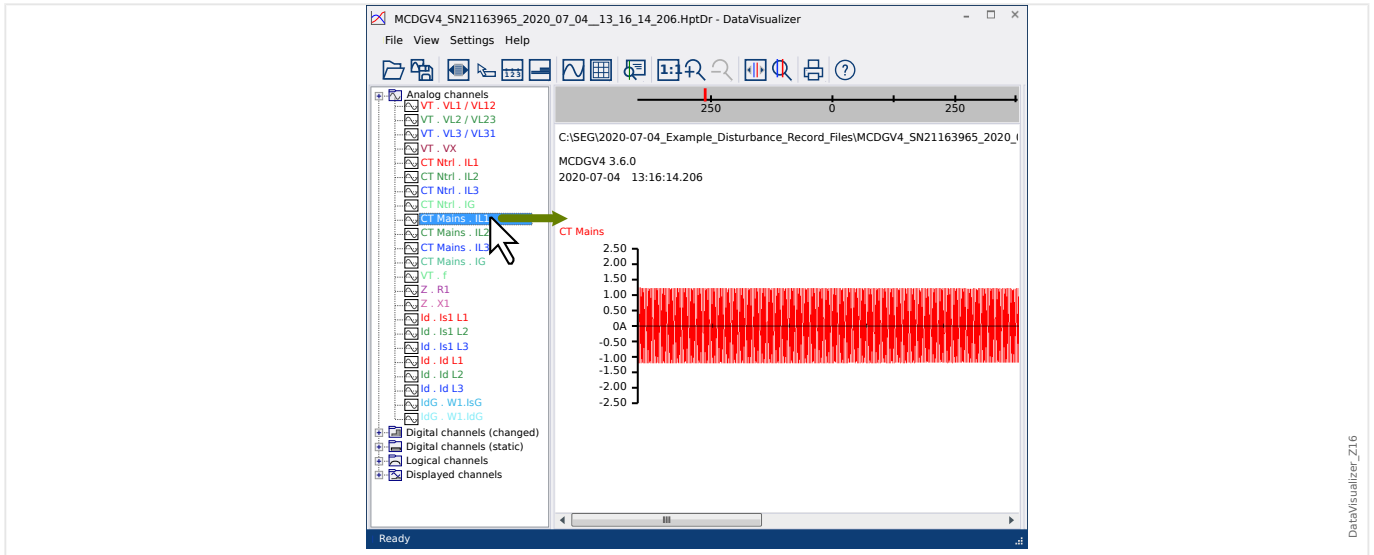 MCDGV4_SN21163965_2020_07_04__13_16_14_206.HptDr - DataVisualizer
File View Settings Help
123
1:1
Analog channels
VT . VL1 / VL12
VT . VL2 / VL23
VT . VL3 / VL31
VT . VX
CT Ntrl . IL1
CT Ntrl . IL2
CT Ntrl . IL3
CT Ntrl . IG
CT Mains . IL1
CT Mains . IL2
CT Mains . IL3
CT Mains . IG
VT . f
Z . R1
Z . X1
Id . Is1 L1
Id . Is1 L2
Id . Is1 L3
Id . Id L1
Id . Id L2
Id . Id L3
IdG . W1.IsG
IdG . W1.IdG
Digital channels (changed)
Digital channels (static)
Logical channels
Displayed channels
250 0 250
C:\SEG\2020-07-04_Example_Disturbance_Record_Files\MCDGV4_SN21163965_2020_
MCDGV4 3.6.0
2020-07-04 13:16:14.206
CT Mains
2.50
2.00
1.50
1.00
0.50
0A
-0.50
-1.00
-1.50
-2.00
-2.50
Ready
DataVisualizer_Z16